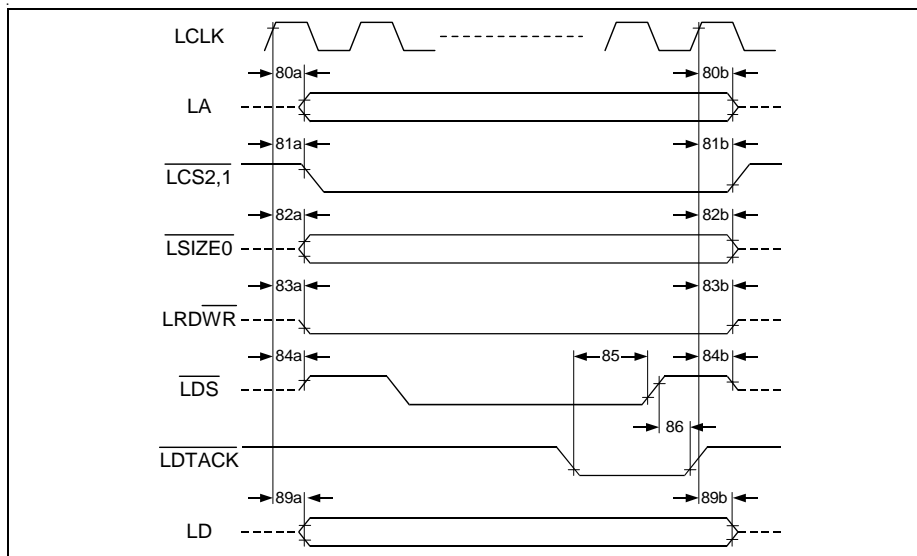 LCLK
80a 80b
LA
81a 81b
LCS2,1
82a 82b
LSIZE0
83a 83b
LRDWR
84a 85 84b
LDS
86
LDTACK
89a 89b
LD